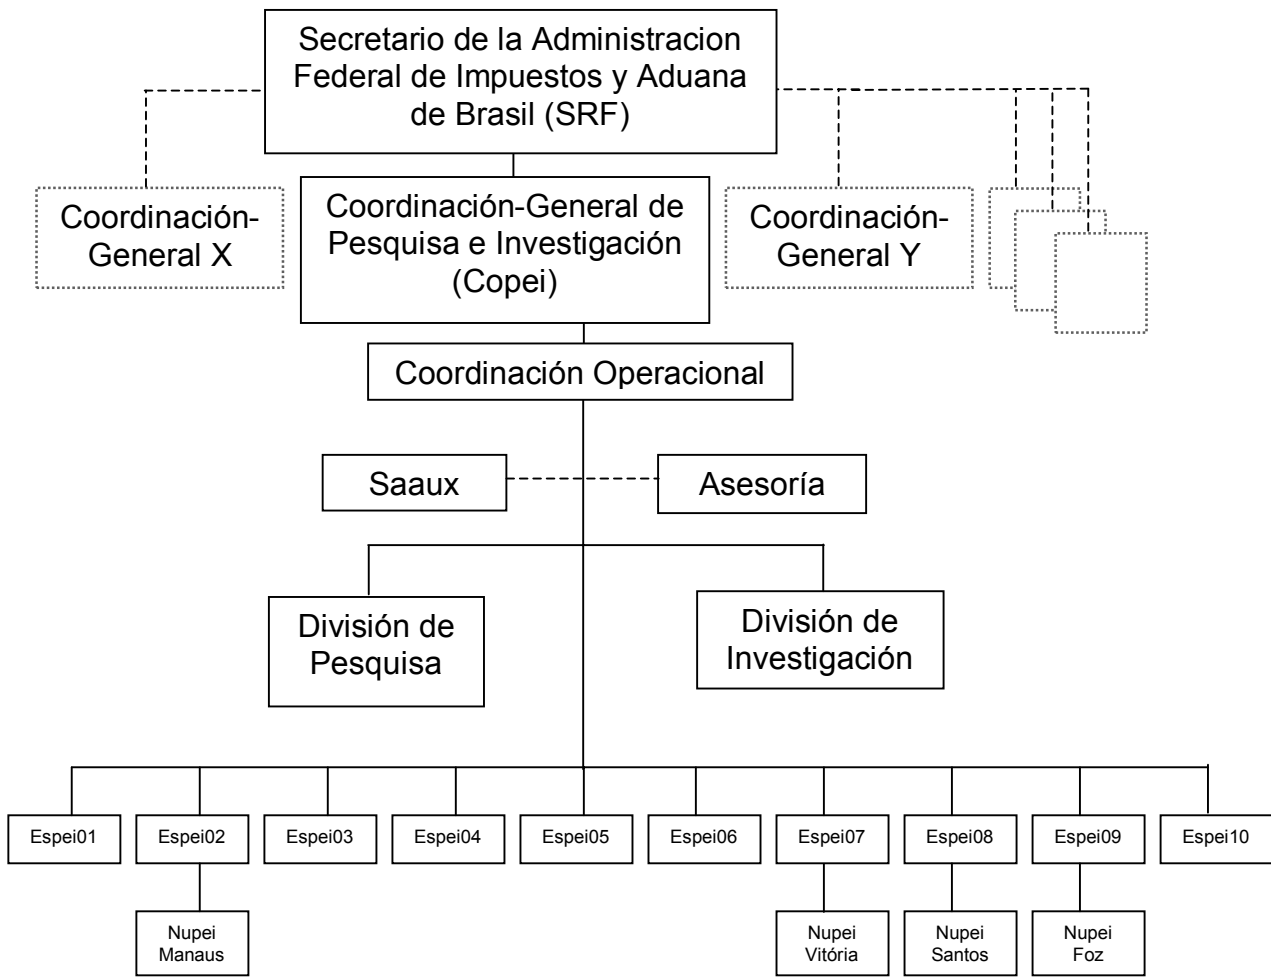 Secretario de la Administracion
Federal de Impuestos y Aduana
de Brasil (SRF)
Coordinación-
General X
Coordinación-General de
Pesquisa e Investigación
(Copei)
Coordinación-
General Y
Coordinación Operacional
Saaux
Asesoría
División de
Pesquisa
División de
Investigación
Espei01
Espei02
Espei03
Espei04
Espei05
Espei06
Espei07
Espei08
Espei09
Espei10
Nupei
Manaus
Nupei
Vitória
Nupei
Santos
Nupei
Foz